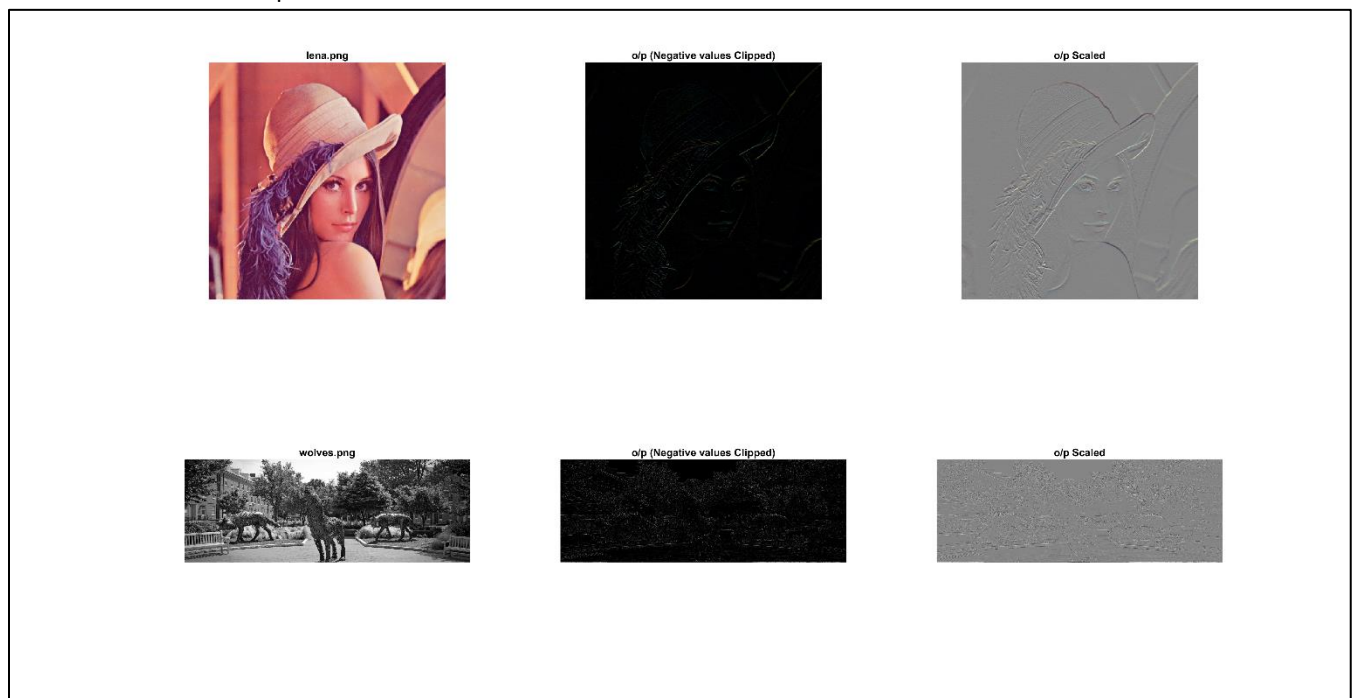 lena.png
o/p (Negative values Clipped)
o/p Scaled
wolves.png
o/p (Negative values Clipped)
o/p Scaled